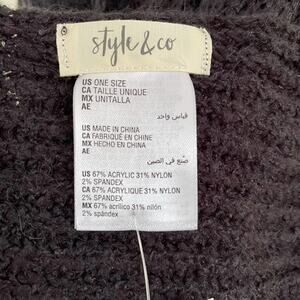 style & co
US ONE SIZE
CA TAILLE UNIQUE
MX UNITALLA
AE
قياس واحد
US MADE IN CHINA
CA FABRIQUÉ EN CHINE
MX HECHO EN CHINA
AE
صنع في الصين
US 67% ACRYLIC 31% NYLON
2% SPANDEX
CA 67% ACRYLIQUE 31% NYLON
2% SPANDEX
MX 67% acrílico 31% nilón
2% spándex